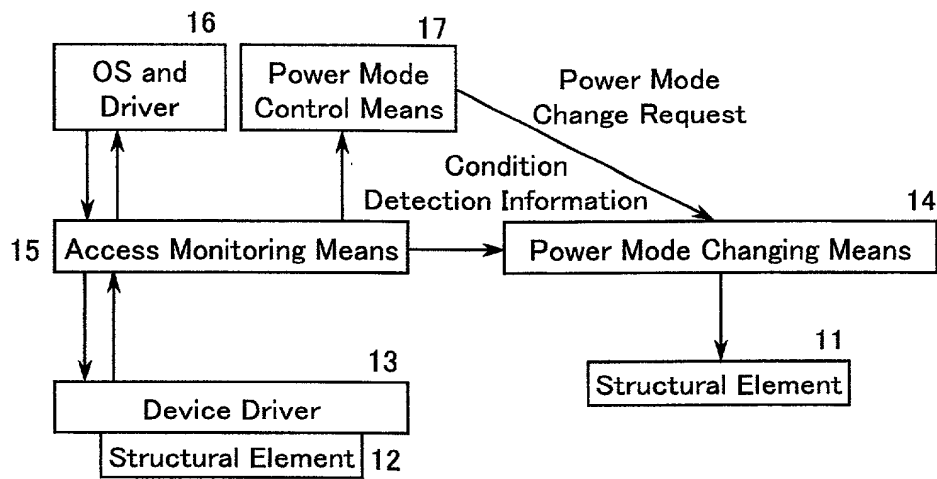 16
OS and
Driver
17
Power Mode
Control Means
Power Mode
Change Request
Condition
Detection Information
14
15
Access Monitoring Means
Power Mode Changing Means
13
Device Driver
Structural Element
12
11
Structural Element